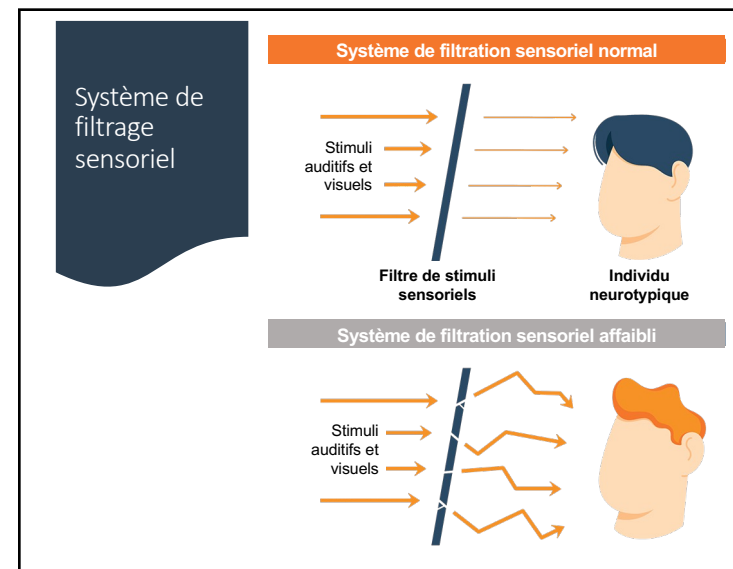 Système de
filtrage
sensoriel
Système de filtration sensoriel normal
Stimuli
auditifs et
visuels
Filtre de stimuli
sensoriels
Individu
neurotypique
Système de filtration sensoriel affaibli
Stimuli
auditifs et
visuels